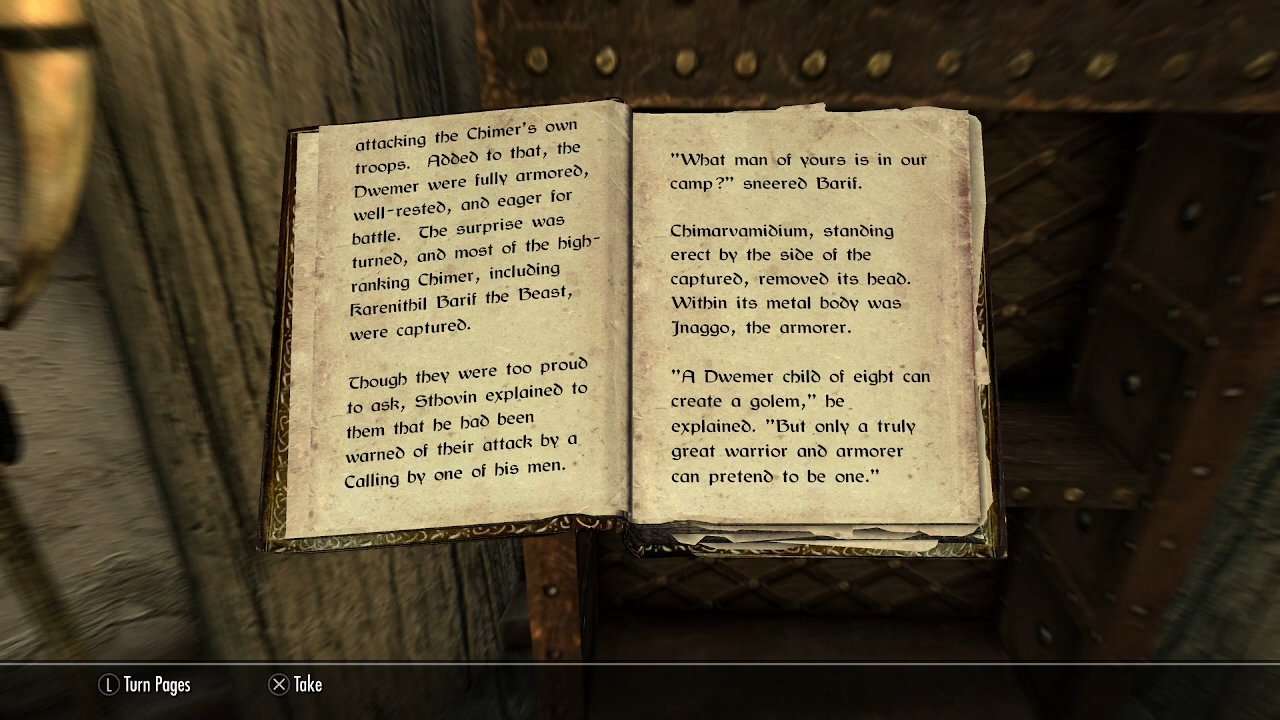 attacking the Chimer's own
troops. Added to that, the
Dwemer were fully armored,
well-rested, and eager for
battle. The surprise was
turned, and most of the high-
ranking Chimer, including
Karenithil Barif the Beast,
were captured.
Though they were too proud
to ask, Sthovin explained to
them that he had been
warned of their attack by a
Calling by one of his men.
"What man of yours is in our
camp?" sneered Barif.
Chimarvamidium, standing
erect by the side of the
captured, removed its head.
Within its metal body was
Jnaggo, the armorer.
"A Dwemer child of eight can
create a golem," he
explained. "But only a truly
great warrior and armorer
can pretend to be one."
L Turn Pages
X Take